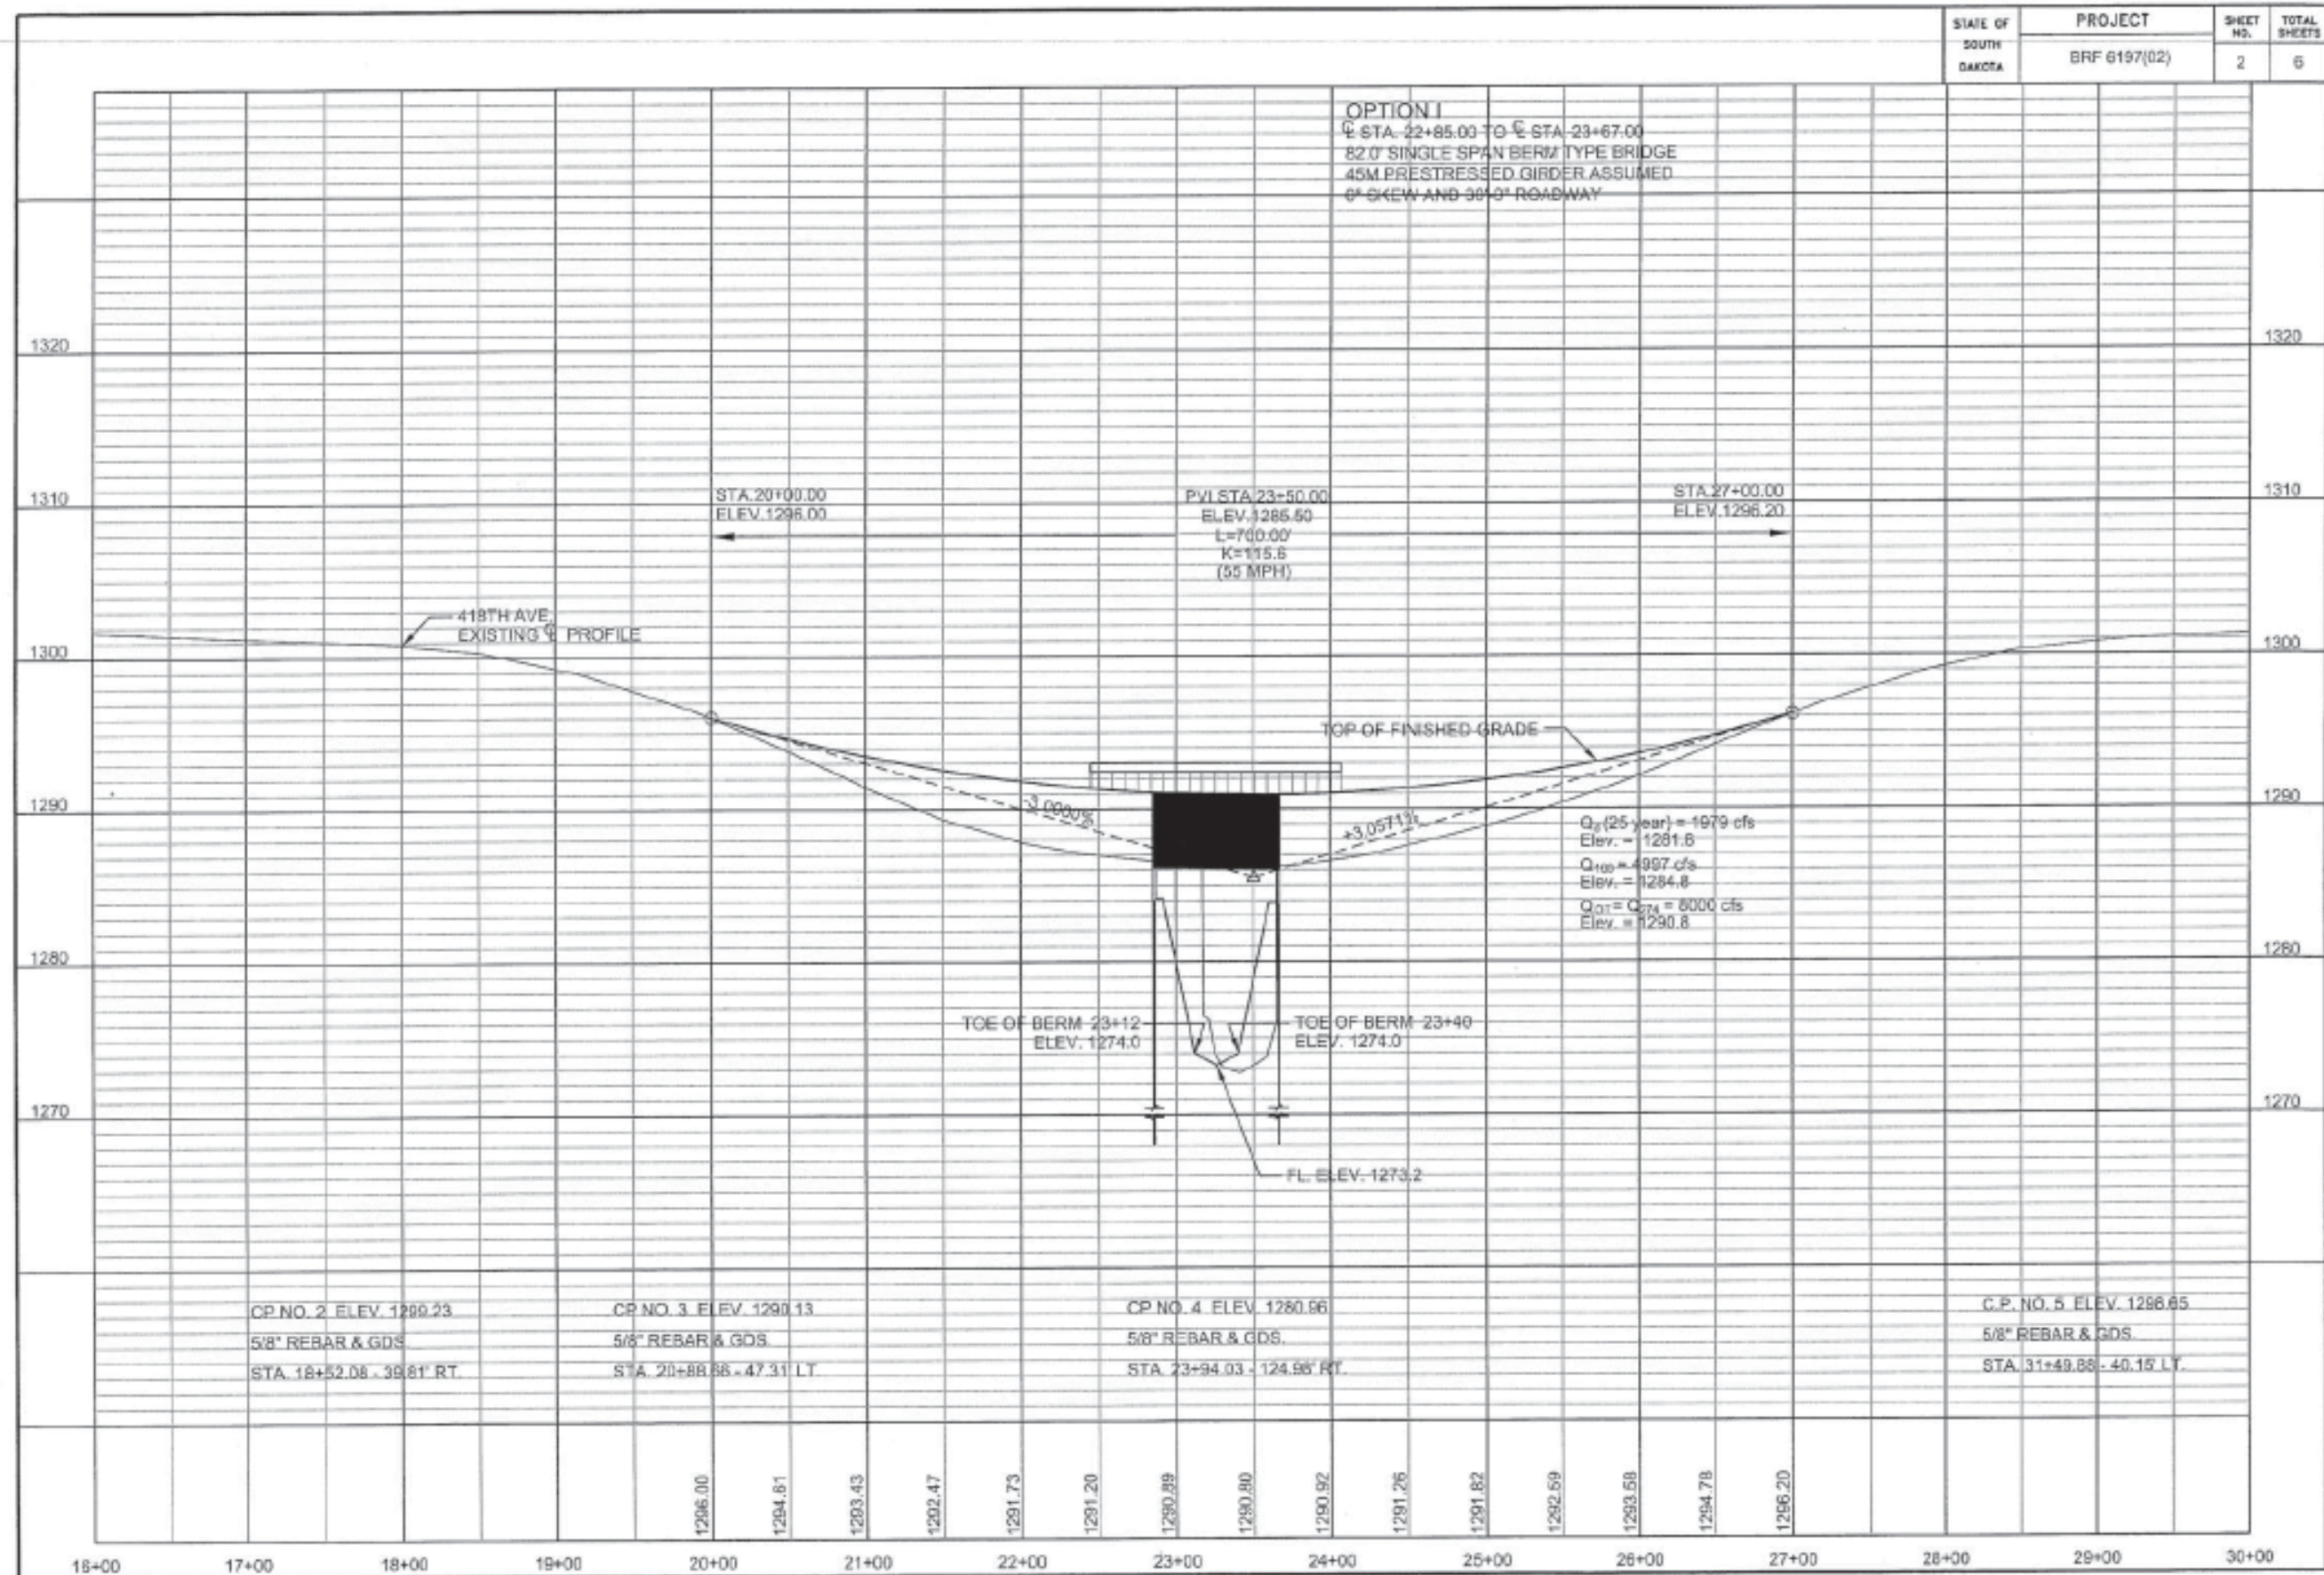 STATE OF SOUTH DAKOTA
PROJECT
BRF 6197(02)
SHEET NO.
2
TOTAL SHEETS
6
OPTION I
℄ STA. 22+85.00 TO ℄ STA. 23+67.00
82.0' SINGLE SPAN BERM TYPE BRIDGE
45M PRESTRESSED GIRDER ASSUMED
0° SKEW AND 30'-0" ROADWAY
1320
1320
1310
1310
STA.20+00.00
ELEV.1296.00
PVI STA.23+50.00
ELEV.1285.50
L=700.00'
K=115.6
(55 MPH)
STA.27+00.00
ELEV.1296.20
418TH AVE.
EXISTING ℄ PROFILE
1300
1300
TOP OF FINISHED GRADE
1290
1290
-3.0000%
+3.0571%
Q (25 year) = 1979 cfs
Elev. = 1281.6
Q100 = 4997 cfs
Elev. = 1284.8
QOT = Q274 = 8000 cfs
Elev. = 1290.8
1280
1280
TOE OF BERM 23+12
ELEV. 1274.0
TOE OF BERM 23+40
ELEV. 1274.0
1270
1270
FL. ELEV. 1273.2
CP NO. 2 ELEV. 1299.23
5/8" REBAR & GDS.
STA. 18+52.08 - 39.81' RT.
CP NO. 3 ELEV. 1290.13
5/8" REBAR & GDS.
STA. 20+88.66 - 47.31' LT.
CP NO. 4 ELEV. 1280.96
5/8" REBAR & GDS.
STA. 23+94.03 - 124.98' RT.
C.P. NO. 5 ELEV. 1296.65
5/8" REBAR & GDS.
STA. 31+49.88 - 40.15' LT.
1296.00
1294.61
1293.43
1292.47
1291.73
1291.20
1290.89
1290.80
1290.92
1291.26
1291.82
1292.59
1293.58
1294.78
1296.20
16+00
17+00
18+00
19+00
20+00
21+00
22+00
23+00
24+00
25+00
26+00
27+00
28+00
29+00
30+00